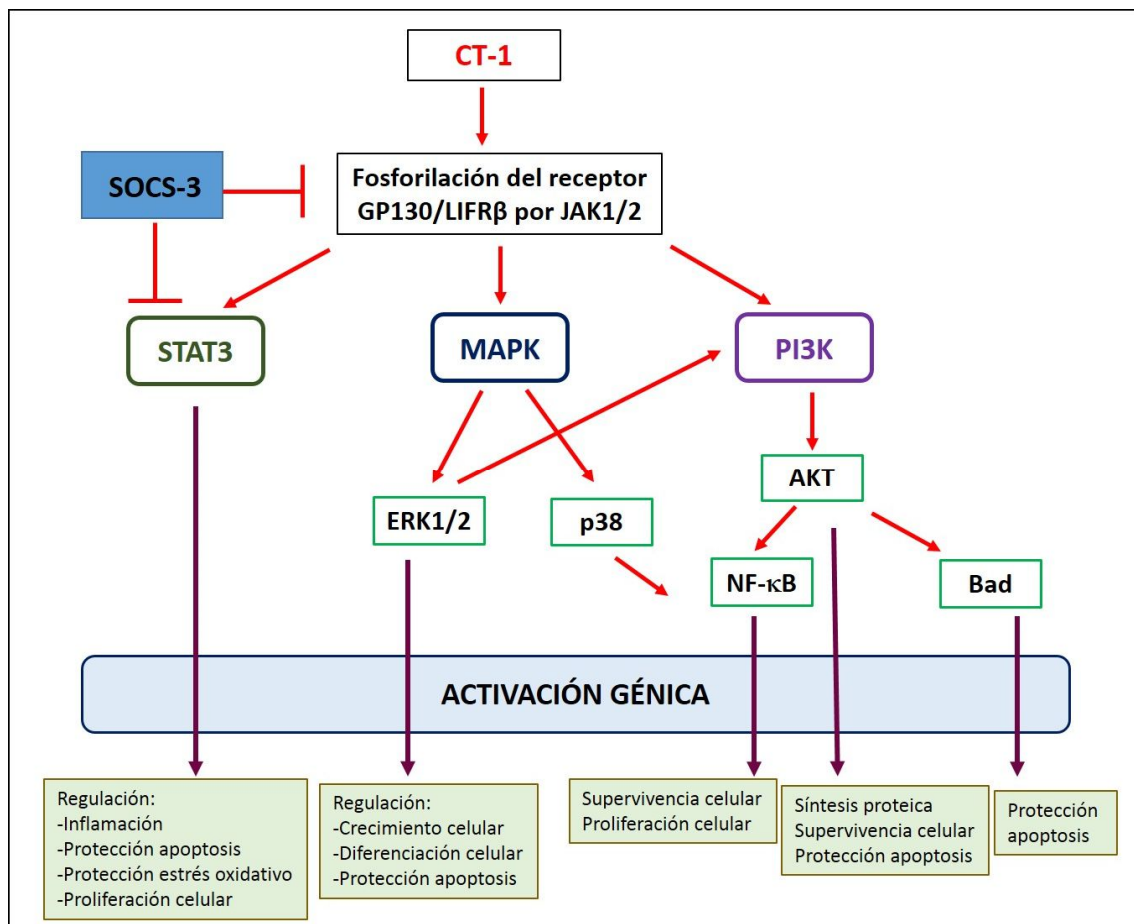 CT-1
SOCS-3
Fosforilación del receptor
GP130/LIFRβ por JAK1/2
STAT3
MAPK
PI3K
AKT
ERK1/2
p38
NF-κB
Bad
ACTIVACIÓN GÉNICA
Regulación:
-Inflamación
-Protección apoptosis
-Protección estrés oxidativo
-Proliferación celular
Regulación:
-Crecimiento celular
-Diferenciación celular
-Protección apoptosis
Supervivencia celular
Proliferación celular
Síntesis proteica
Supervivencia celular
Protección apoptosis
Protección
apoptosis